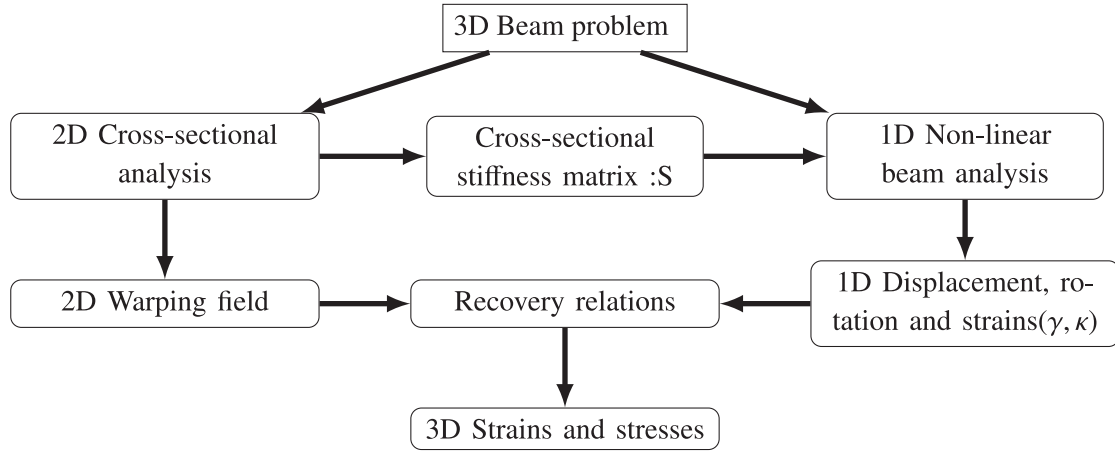 3D Beam problem
2D Cross-sectional
analysis
Cross-sectional
stiffness matrix :S
1D Non-linear
beam analysis
2D Warping field
Recovery relations
1D Displacement, ro-
tation and strains(γ, κ)
3D Strains and stresses